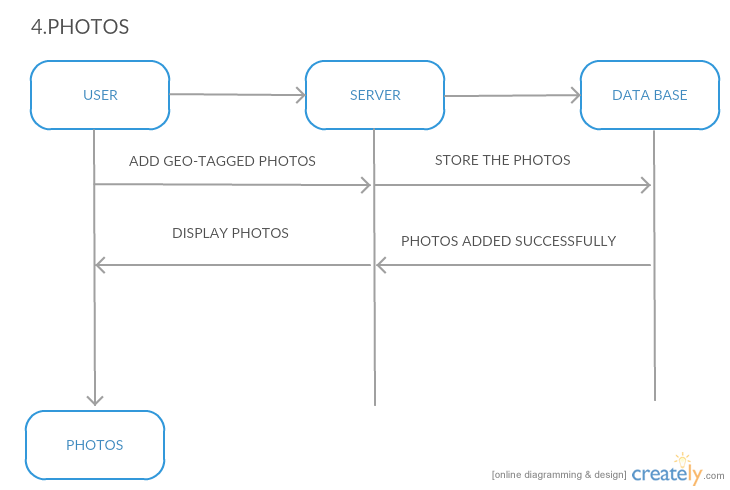 4.PHOTOS
USER
SERVER
DATA BASE
ADD GEO-TAGGED PHOTOS
STORE THE PHOTOS
DISPLAY PHOTOS
PHOTOS ADDED SUCCESSFULLY
PHOTOS
[online diagramming & design] creately.com